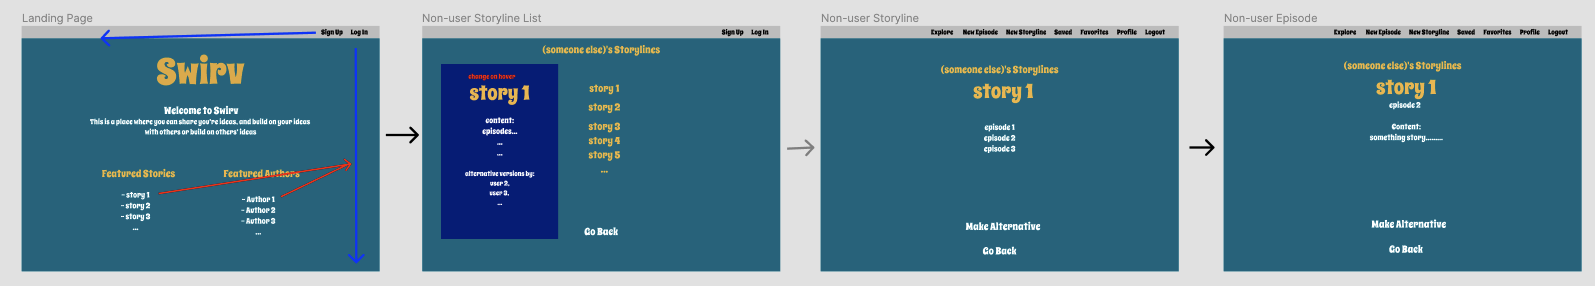 Landing Page
Sign Up Log In
Swirv
Welcome to Swirv
This is a place where you can share you're ideas, and build on your ideas
with others or build on others' ideas
Featured Stories
- story 1
- story 2
- story 3
...
Featured Authors
- Author 1
- Author 2
- Author 3
...
Non-user Storyline List
Sign Up Log In
(someone else)'s Storylines
change on hover
story 1
content:
episodes...
...
...
alternative versions by:
user 2,
user 3,
...
story 1
story 2
story 3
story 4
story 5
...
Go Back
Non-user Storyline
Explore New Episode New Storyline Saved Favorites Profile Logout
(someone else)'s Storylines
story 1
episode 1
episode 2
episode 3
Make Alternative
Go Back
Non-user Episode
Explore New Episode New Storyline Saved Favorites Profile Logout
(someone else)'s Storylines
story 1
episode 2
Content:
something story.........
Make Alternative
Go Back